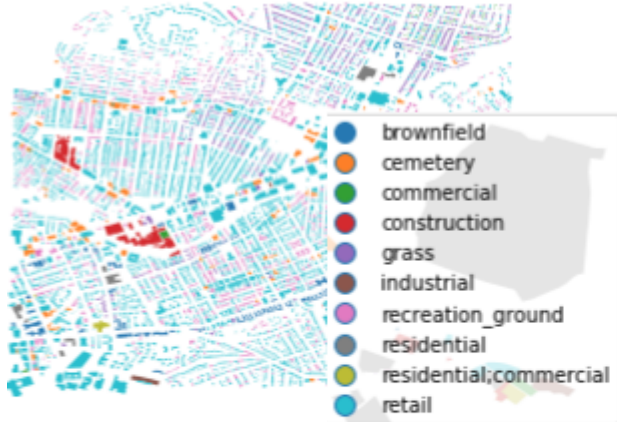 brownfield
cemetery
commercial
construction
grass
industrial
recreation_ground
residential
residential;commercial
retail